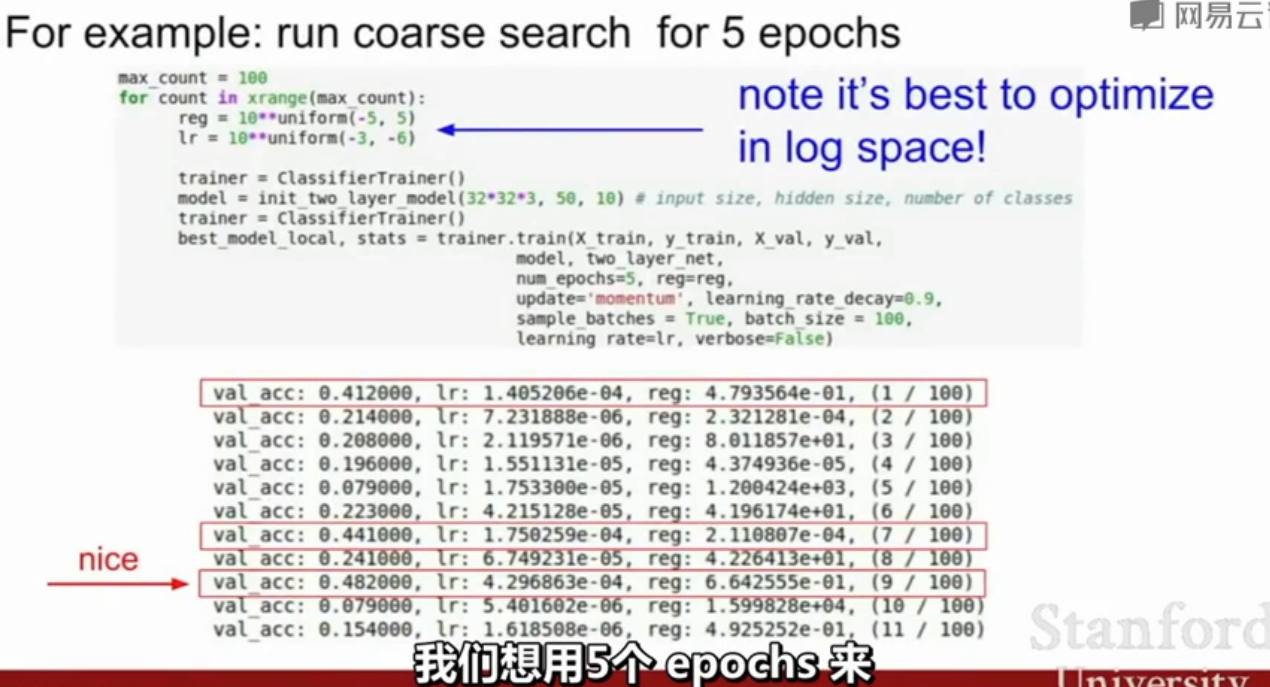 网易云
For example: run coarse search for 5 epochs
max_count = 100
for count in xrange(max_count):
reg = 10**uniform(-5, 5)
lr = 10**uniform(-3, -6)
note it's best to optimize
in log space!
trainer = ClassifierTrainer()
model = init_two_layer_model(32*32*3, 50, 10) # input size, hidden size, number of classes
trainer = ClassifierTrainer()
best_model_local, stats = trainer.train(X_train, y_train, X_val, y_val,
model, two_layer_net,
num_epochs=5, reg=reg,
update='momentum', learning_rate_decay=0.9,
sample_batches = True, batch_size = 100,
learning_rate=lr, verbose=False)
val_acc: 0.412000, lr: 1.405206e-04, reg: 4.793564e-01, (1 / 100)
val_acc: 0.214000, lr: 7.231888e-06, reg: 2.321281e-04, (2 / 100)
val_acc: 0.208000, lr: 2.119571e-06, reg: 8.011857e+01, (3 / 100)
val_acc: 0.196000, lr: 1.551131e-05, reg: 4.374936e-05, (4 / 100)
val_acc: 0.079000, lr: 1.753300e-05, reg: 1.200424e+03, (5 / 100)
val_acc: 0.223000, lr: 4.215128e-05, reg: 4.196174e+01, (6 / 100)
val_acc: 0.441000, lr: 1.750259e-04, reg: 2.110807e-04, (7 / 100)
val_acc: 0.241000, lr: 6.749231e-05, reg: 4.226413e+01, (8 / 100)
nice
val_acc: 0.482000, lr: 4.296863e-04, reg: 6.642555e-01, (9 / 100)
val_acc: 0.079000, lr: 5.401602e-06, reg: 1.599828e+04, (10 / 100)
val_acc: 0.154000, lr: 1.618508e-06, reg: 4.925252e-01, (11 / 100)
Stanford
University
我们想用5个 epochs 来